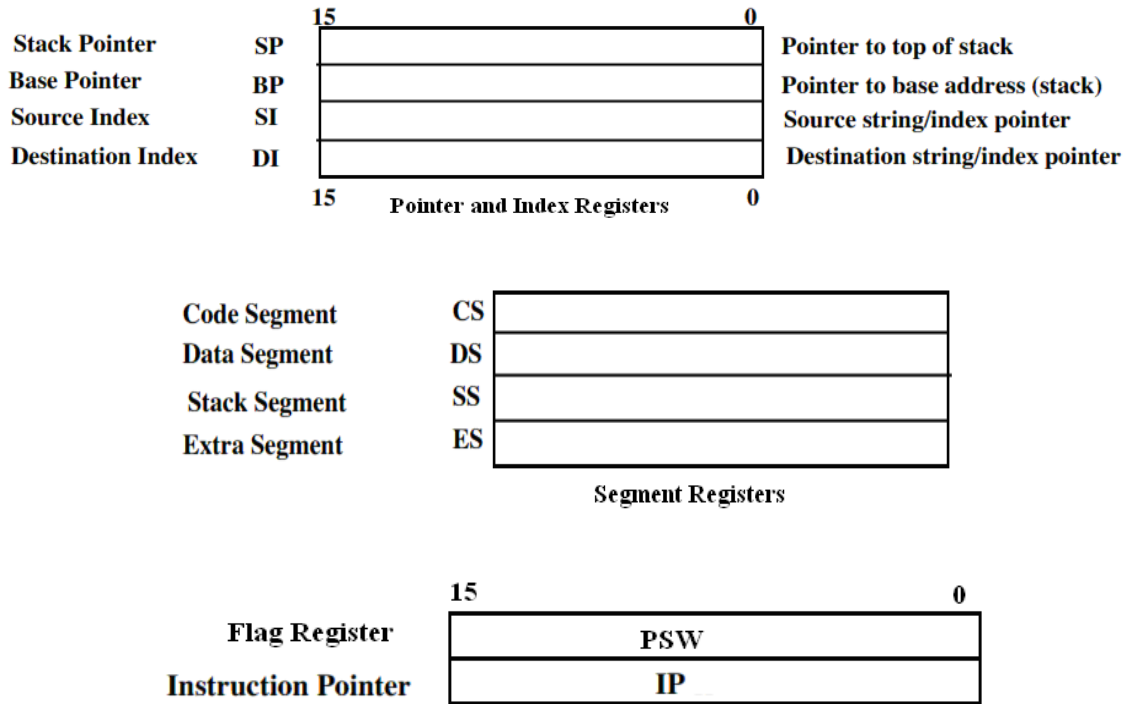 15 0
Stack Pointer SP Pointer to top of stack
Base Pointer BP Pointer to base address (stack)
Source Index SI Source string/index pointer
Destination Index DI Destination string/index pointer
15 Pointer and Index Registers 0
Code Segment CS
Data Segment DS
Stack Segment SS
Extra Segment ES
Segment Registers
15 0
Flag Register PSW
Instruction Pointer IP